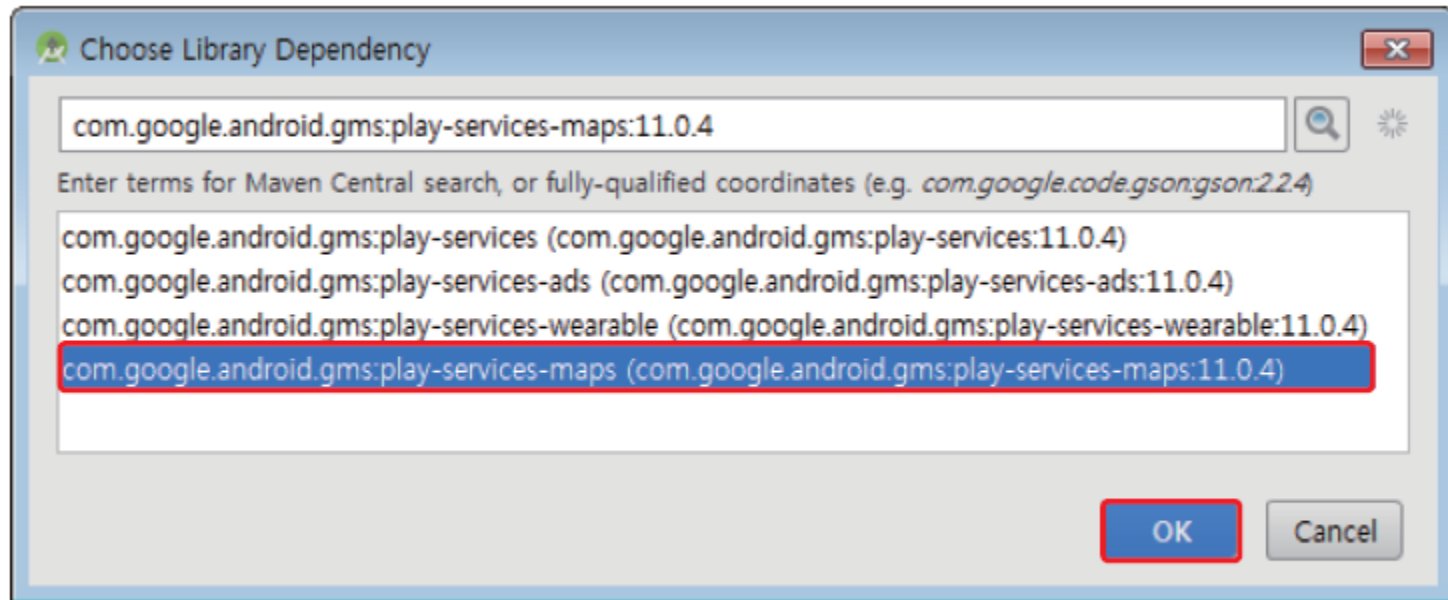 Choose Library Dependency
com.google.android.gms:play-services-maps:11.0.4
Enter terms for Maven Central search, or fully-qualified coordinates (e.g. com.google.code.gson:gson:2.2.4)
com.google.android.gms:play-services (com.google.android.gms:play-services:11.0.4)
com.google.android.gms:play-services-ads (com.google.android.gms:play-services-ads:11.0.4)
com.google.android.gms:play-services-wearable (com.google.android.gms:play-services-wearable:11.0.4)
com.google.android.gms:play-services-maps (com.google.android.gms:play-services-maps:11.0.4)
OK Cancel